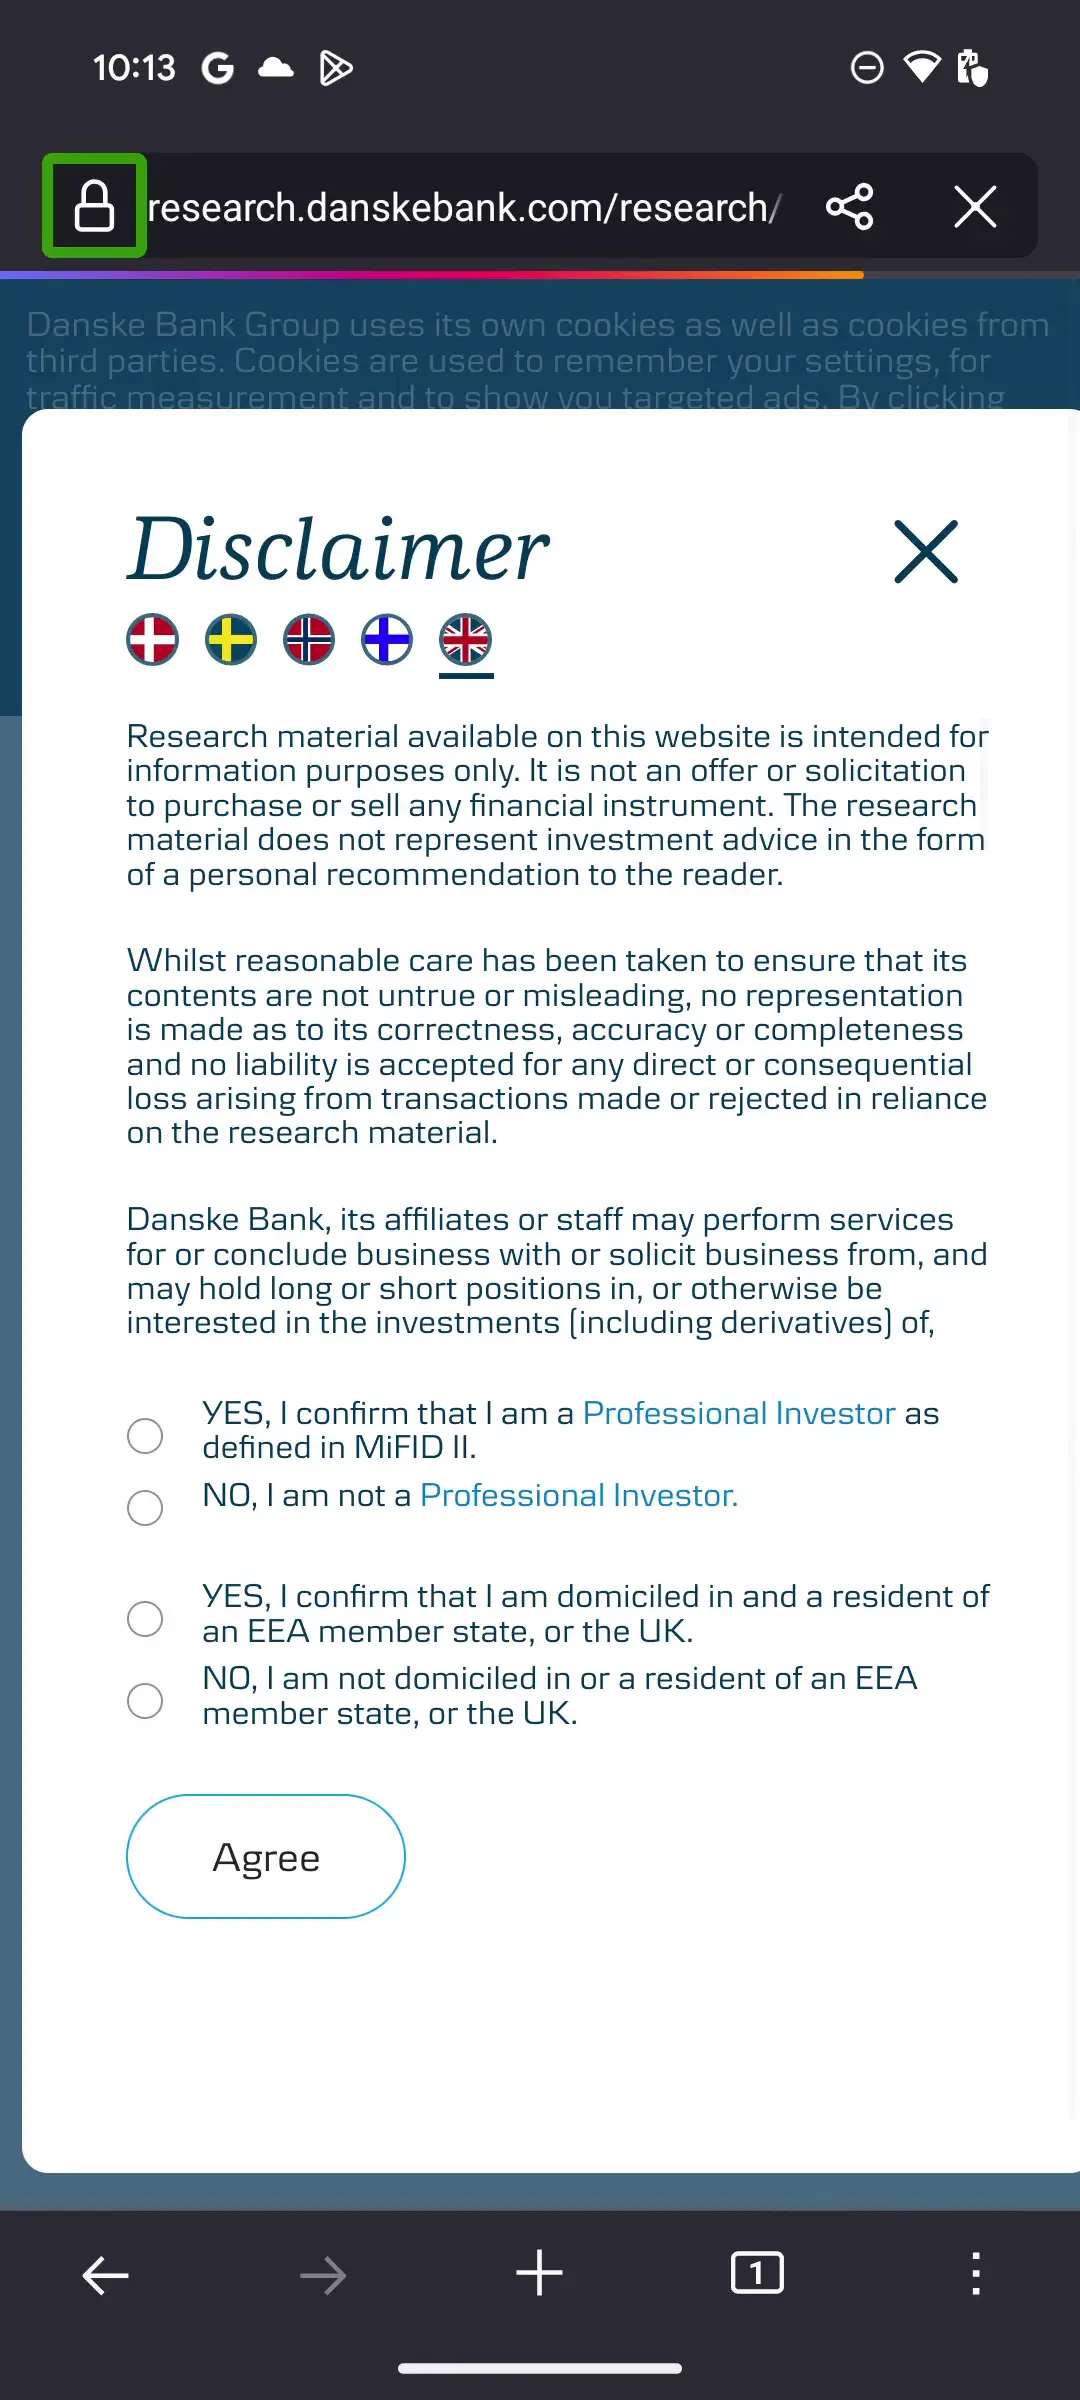 10:13
research.danskebank.com/research/
Danske Bank Group uses its own cookies as well as cookies from
third parties. Cookies are used to remember your settings, for
traffic measurement and to show you targeted ads. By clicking
Disclaimer
Research material available on this website is intended for
information purposes only. It is not an offer or solicitation
to purchase or sell any financial instrument. The research
material does not represent investment advice in the form
of a personal recommendation to the reader.
Whilst reasonable care has been taken to ensure that its
contents are not untrue or misleading, no representation
is made as to its correctness, accuracy or completeness
and no liability is accepted for any direct or consequential
loss arising from transactions made or rejected in reliance
on the research material.
Danske Bank, its affiliates or staff may perform services
for or conclude business with or solicit business from, and
may hold long or short positions in, or otherwise be
interested in the investments (including derivatives) of,
YES, I confirm that I am a Professional Investor as
defined in MiFID II.
NO, I am not a Professional Investor.
YES, I confirm that I am domiciled in and a resident of
an EEA member state, or the UK.
NO, I am not domiciled in or a resident of an EEA
member state, or the UK.
Agree
1